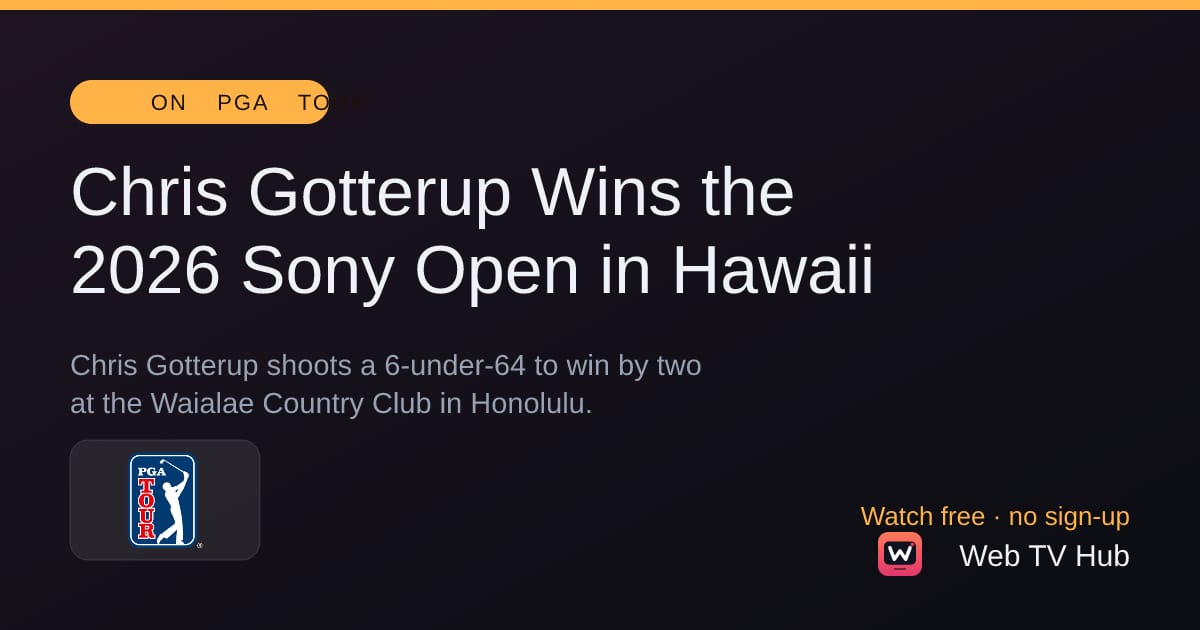 ON PGA TOUR
Chris Gotterup Wins the
2026 Sony Open in Hawaii
Chris Gotterup shoots a 6-under-64 to win by two
at the Waialae Country Club in Honolulu.
PGA
TOUR
®
Watch free · no sign-up
W
Web TV Hub